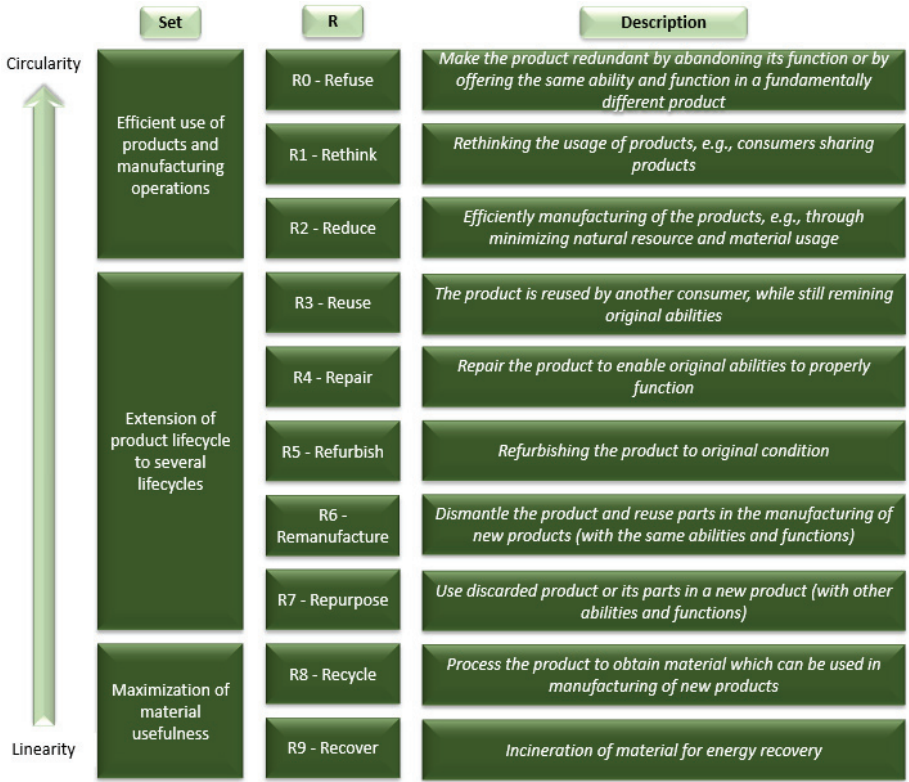 Set
R
Description
Circularity
Linearity
Efficient use of
products and
manufacturing
operations
R0 - Refuse
Make the product redundant by abandoning its function or by
offering the same ability and function in a fundamentally
different product
R1 - Rethink
Rethinking the usage of products, e.g., consumers sharing
products
R2 - Reduce
Efficiently manufacturing of the products, e.g., through
minimizing natural resource and material usage
Extension of
product lifecycle
to several
lifecycles
R3 - Reuse
The product is reused by another consumer, while still remining
original abilities
R4 - Repair
Repair the product to enable original abilities to properly
function
R5 - Refurbish
Refurbishing the product to original condition
R6 -
Remanufacture
Dismantle the product and reuse parts in the manufacturing of
new products (with the same abilities and functions)
R7 - Repurpose
Use discarded product or its parts in a new product (with other
abilities and functions)
Maximization of
material
usefulness
R8 - Recycle
Process the product to obtain material which can be used in
manufacturing of new products
R9 - Recover
Incineration of material for energy recovery